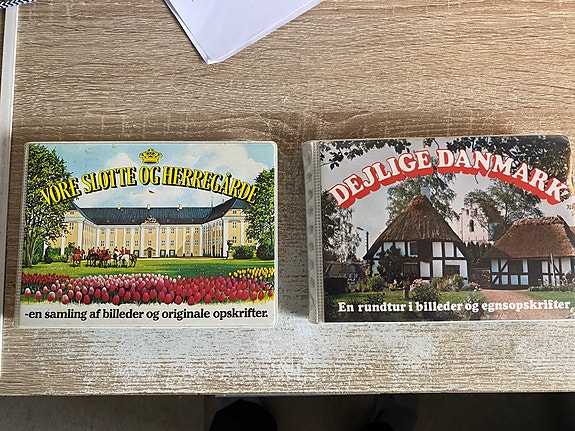 VORE SLOTTE OG HERREGÅRDE
-en samling af billeder og originale opskrifter.
DEJLIGE DANMARK
En rundtur i billeder og egnsopskrifter